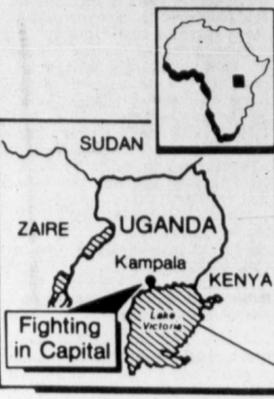 SUDAN
ZAIRE
UGANDA
Kampala
KENYA
Fighting
in Capital
Lake
Victoria